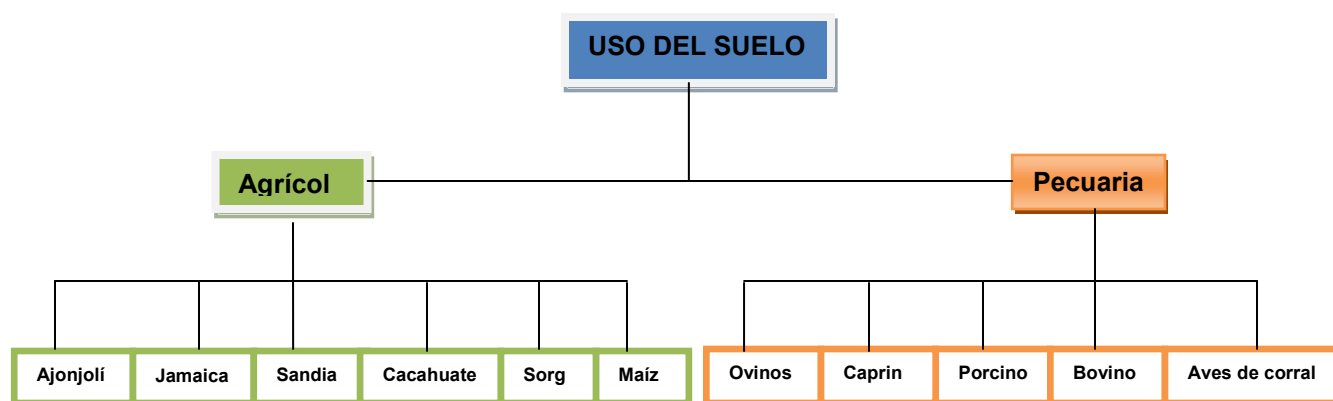 USO DEL SUELO
Agrícol
Pecuaria
Ajonjolí
Jamaica
Sandia
Cacahuate
Sorg
Maíz
Ovinos
Caprin
Porcino
Bovino
Aves de corral